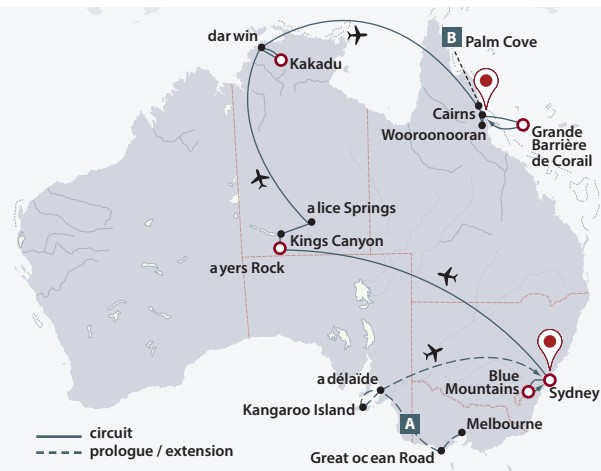 dar win
Kakadu
B
Palm Cove
Cairns
Wooroonooran
Grande
Barrière
de Corail
a lice Springs
Kings Canyon
a yers Rock
a délaïde
Kangaroo Island
Blue
Mountains
Sydney
A
Melbourne
Great oc ean Road
circuit
prologue / extension